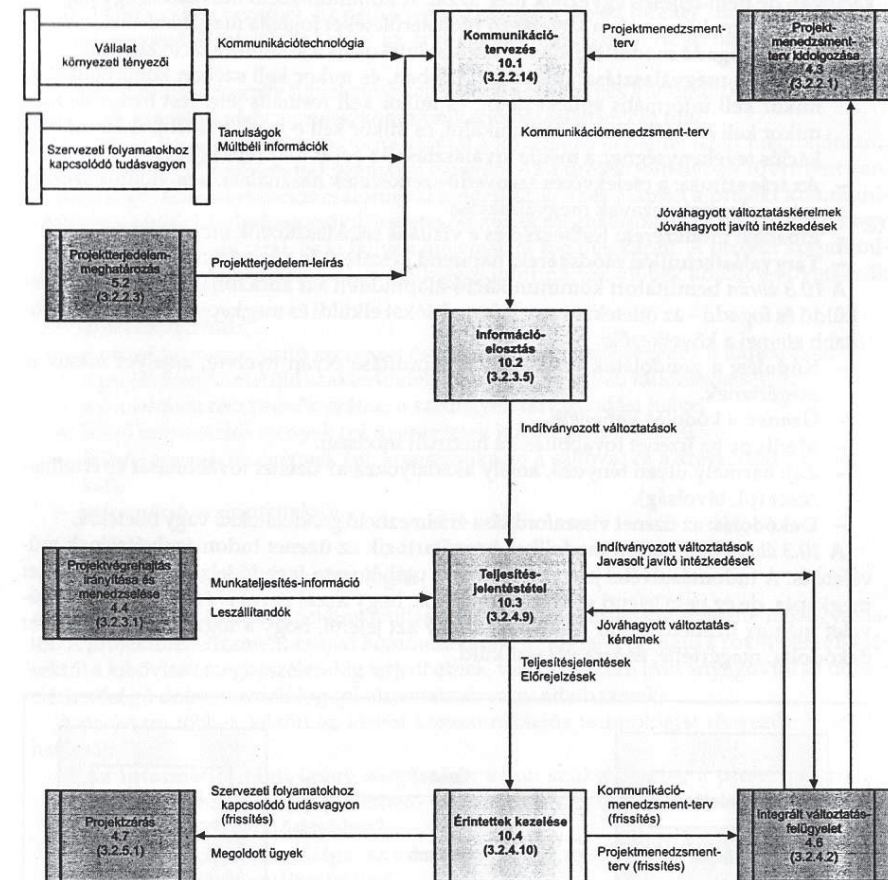 Vállalat
környezeti tényezői
Kommunikációtechnológia
Kommunikáció-
tervezés
10.1
(3.2.2.14)
Projektmenedzsment-
terv
Projekt-
menedzsment-
terv kidolgozása
4.3
(3.2.2.1)
Szervezeti folyamatokhoz
kapcsolódó tudásvagyon
Tanulságok
Múltbéli információk
Kommunikációmenedzsment-terv
Jóváhagyott változtatáskérelmek
Jóváhagyott javító intézkedések
Projektterjedelem-
meghatározás
5.2
(3.2.2.3)
Projektterjedelem-leírás
Információ-
elosztás
10.2
(3.2.3.5)
Indítványozott változtatások
Projektvégrehajtás
irányítása és
menedzselése
4.4
(3.2.3.1)
Munkateljesítés-információ
Leszállítandók
Teljesítés-
jelentéstétel
10.3
(3.2.4.9)
Indítványozott változtatások
Javasolt javító intézkedések
Jóváhagyott változtatás-
kérelmek
Teljesítésjelentések
Előrejelzések
Projektzárás
4.7
(3.2.5.1)
Szervezeti folyamatokhoz
kapcsolódó tudásvagyon
(frissítés)
Megoldott ügyek
Érintettek kezelése
10.4
(3.2.4.10)
Kommunikáció-
menedzsment-terv
(frissítés)
Projektmenedzsment-
terv (frissítés)
Integrált változtatás-
felügyelet
4.6
(3.2.4.2)